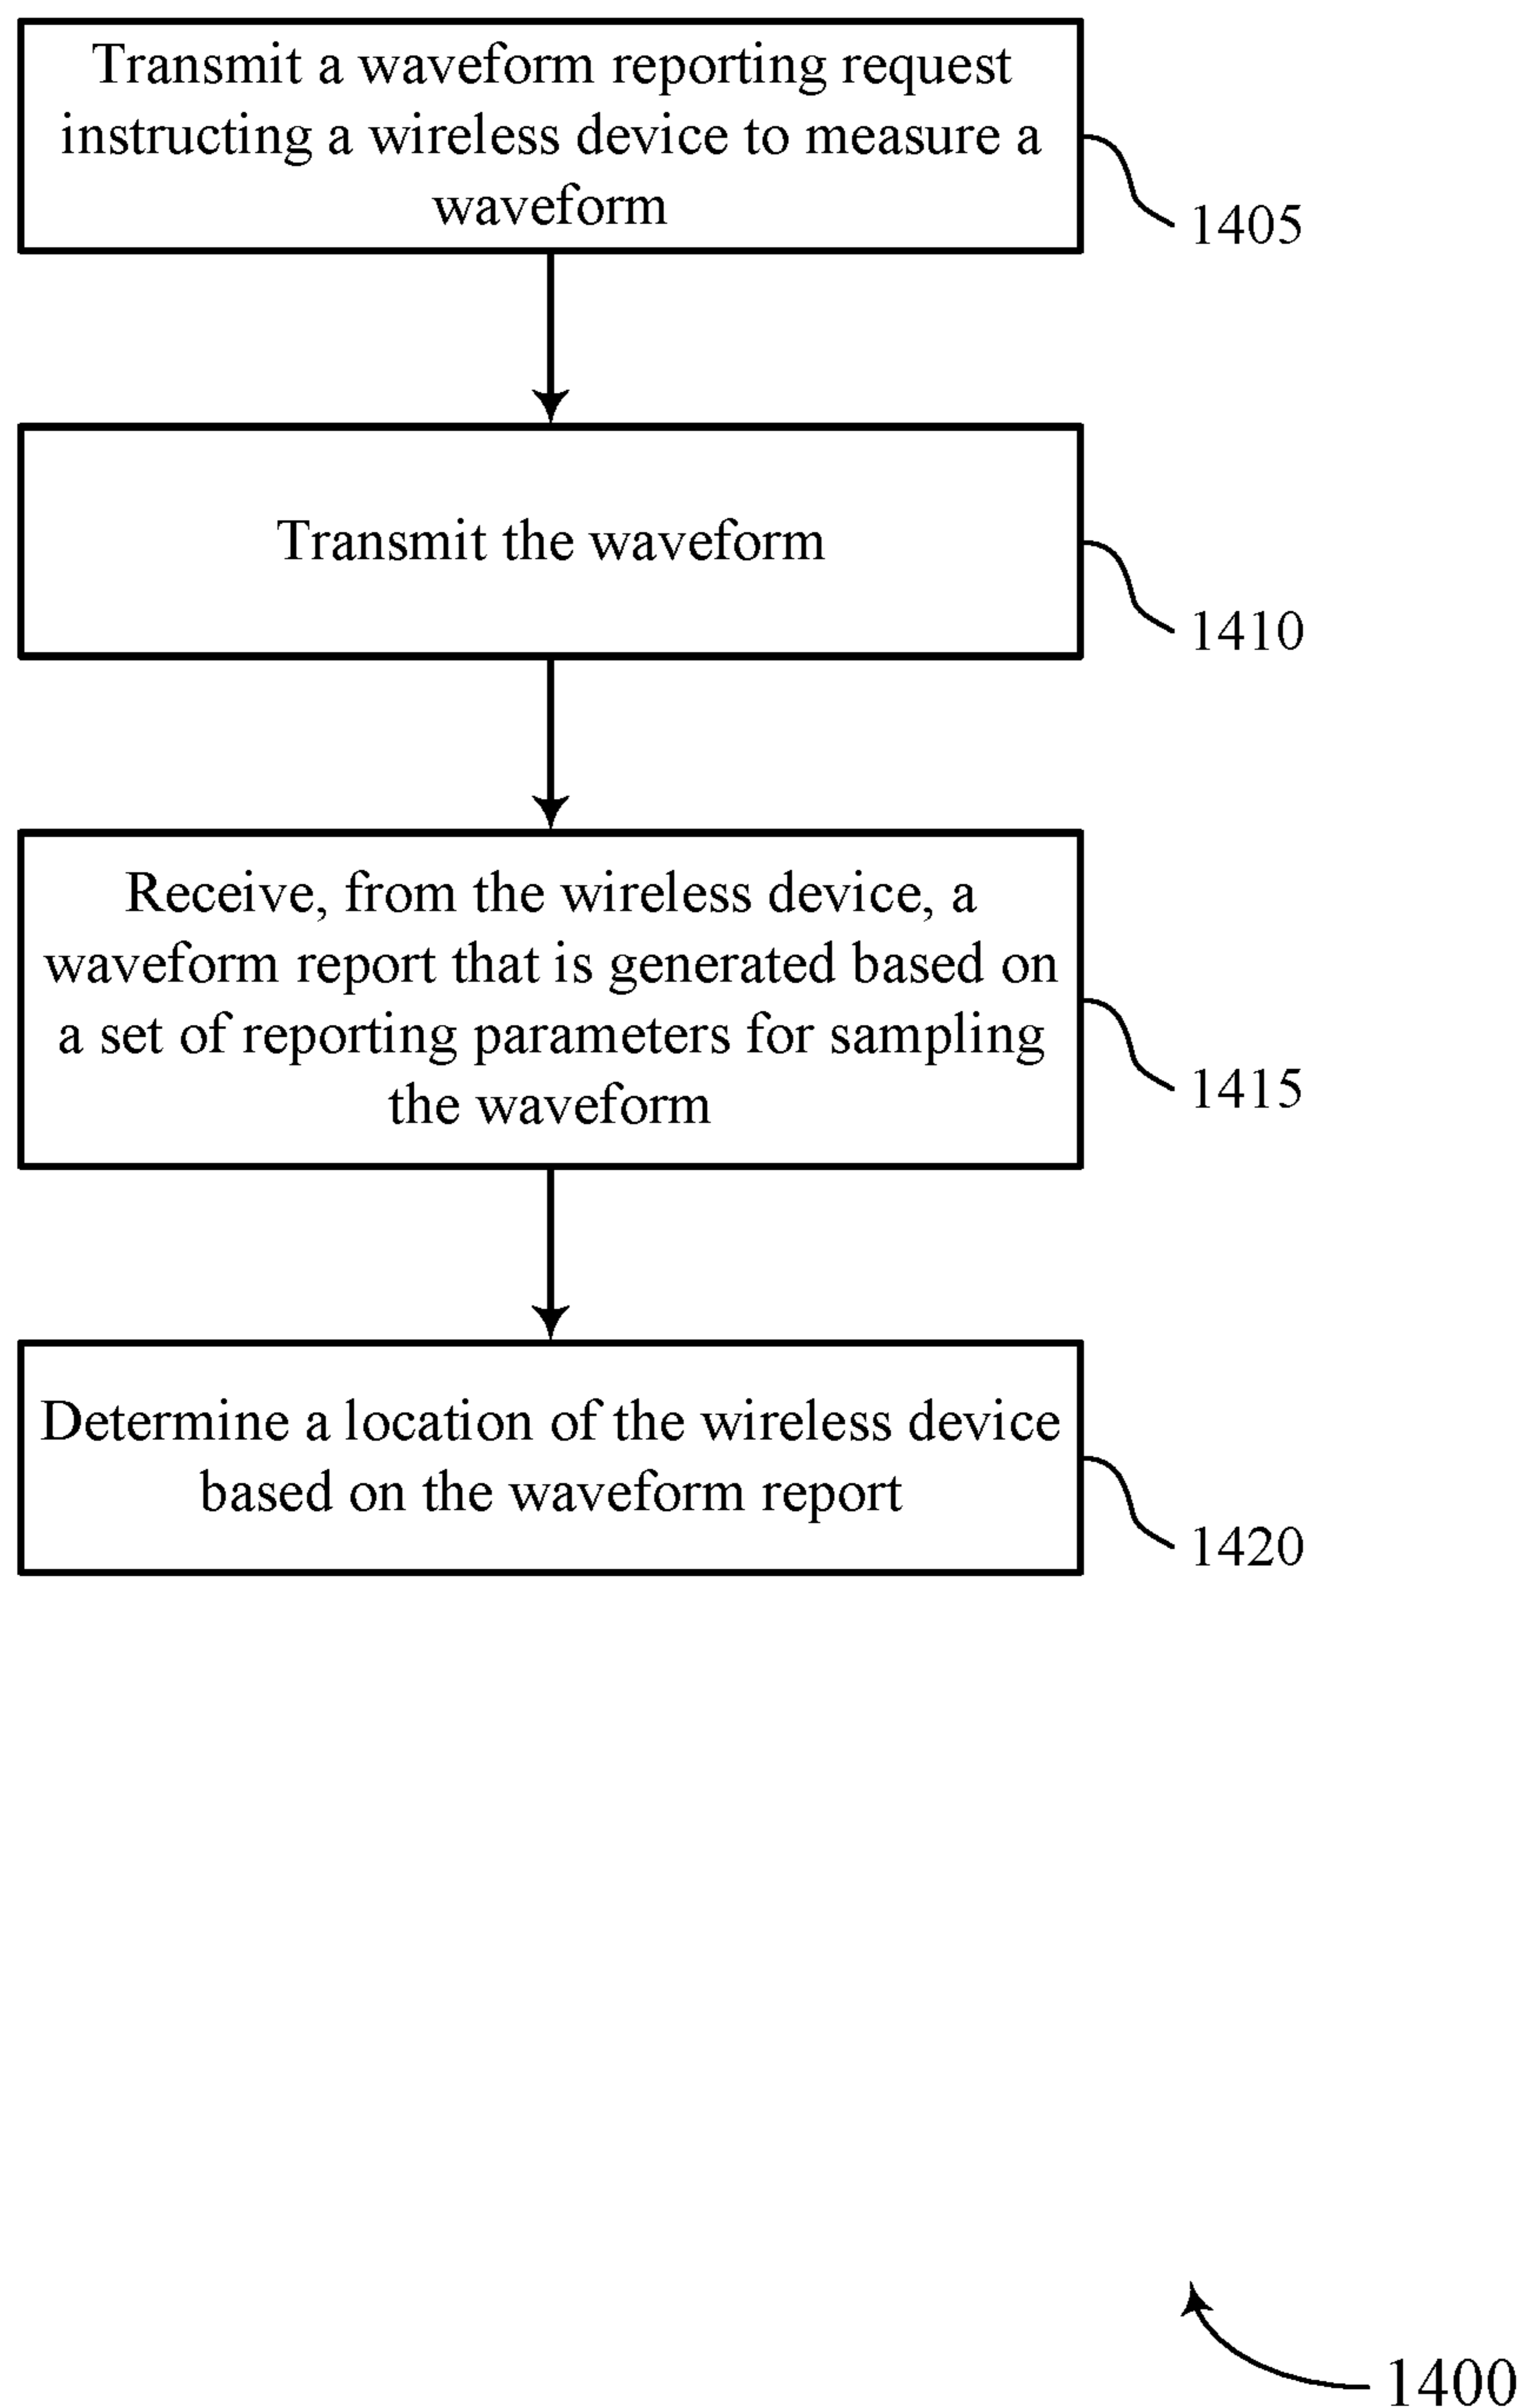 Transmit a waveform reporting request
instructing a wireless device to measure a
waveform
1405
Transmit the waveform
1410
Receive, from the wireless device, a
waveform report that is generated based on
a set of reporting parameters for sampling
the waveform
1415
Determine a location of the wireless device
based on the waveform report
1420
1400